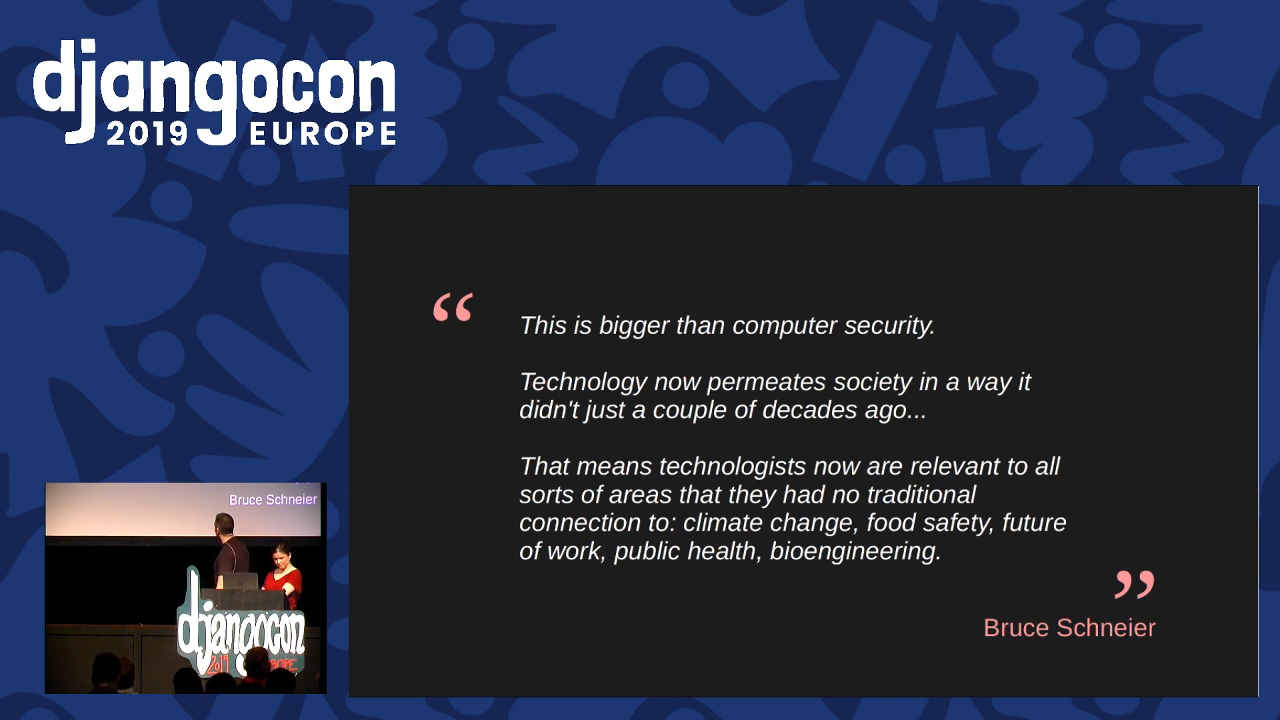 djangocon
2019 EUROPE
“
This is bigger than computer security.
Technology now permeates society in a way it
didn't just a couple of decades ago...
That means technologists now are relevant to all
sorts of areas that they had no traditional
connection to: climate change, food safety, future
of work, public health, bioengineering.
”
Bruce Schneier
Bruce Schneier
djangocon
2019 EUROPE